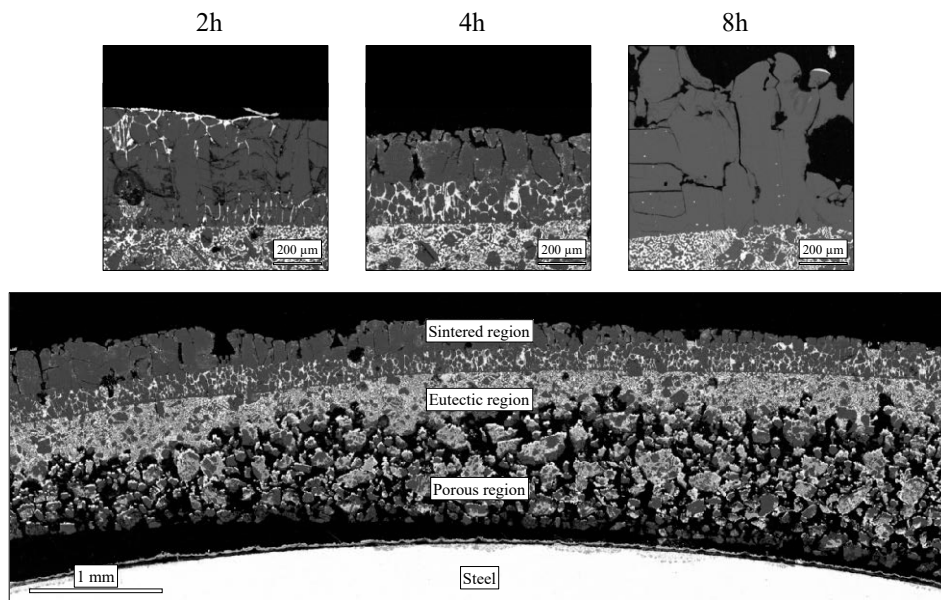 2h
4h
8h
200 µm
200 µm
200 µm
Sintered region
Eutectic region
Porous region
1 mm
Steel